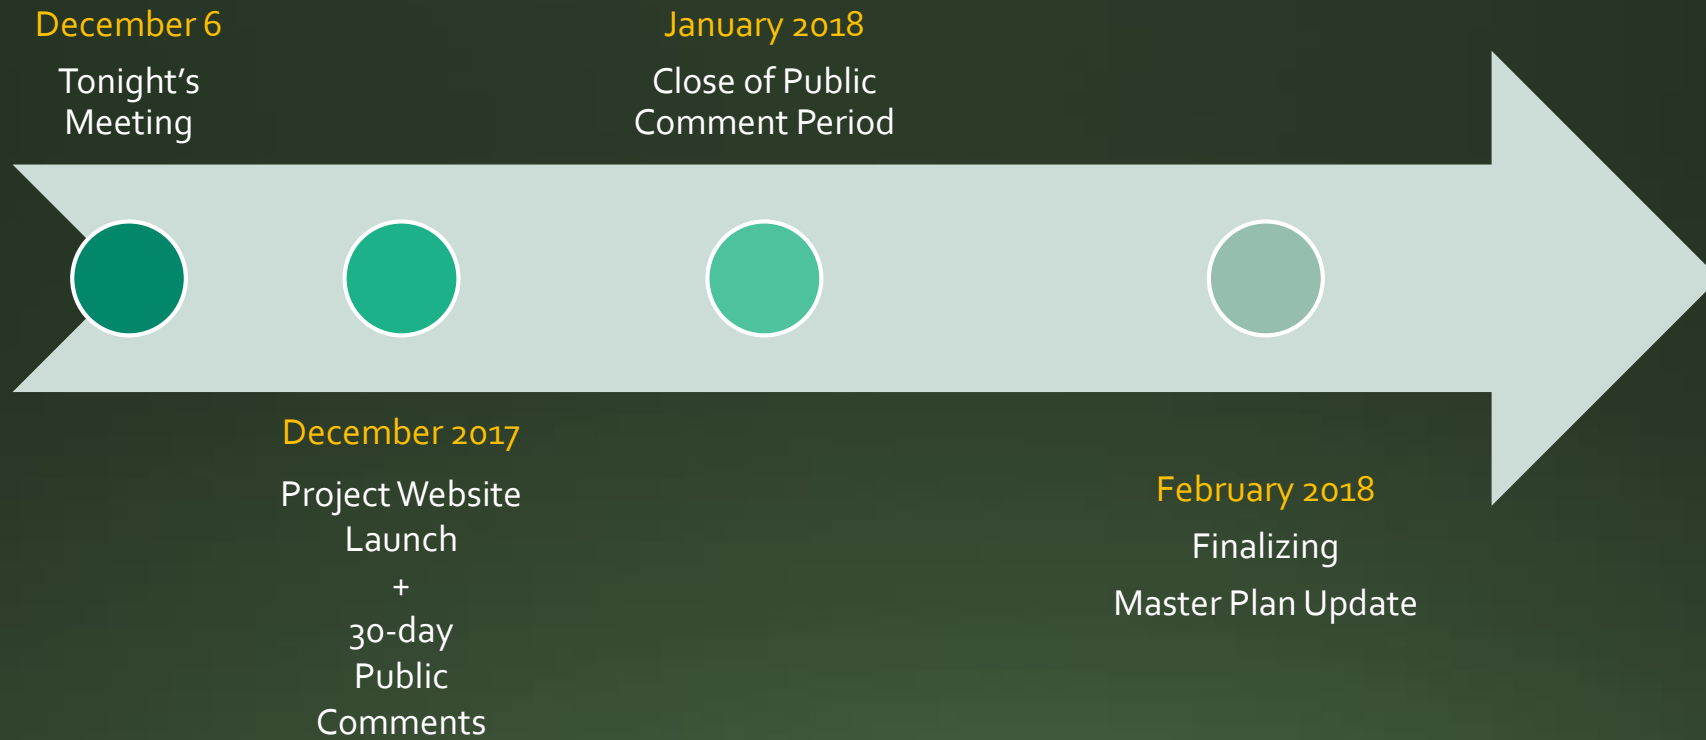 December 6
Tonight’s
Meeting
December 2017
Project Website
Launch
+
30-day
Public
Comments
January 2018
Close of Public
Comment Period
February 2018
Finalizing
Master Plan Update